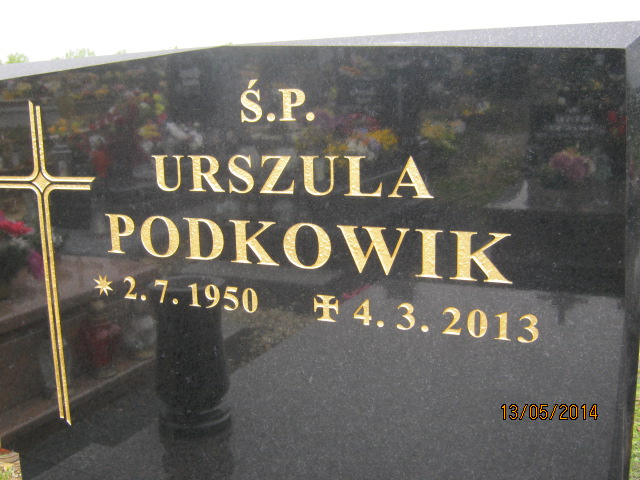 Ś.P.
URSZULA
PODKOWIK
* 2.7.1950 ✠ 4.3.2013
13/05/2014